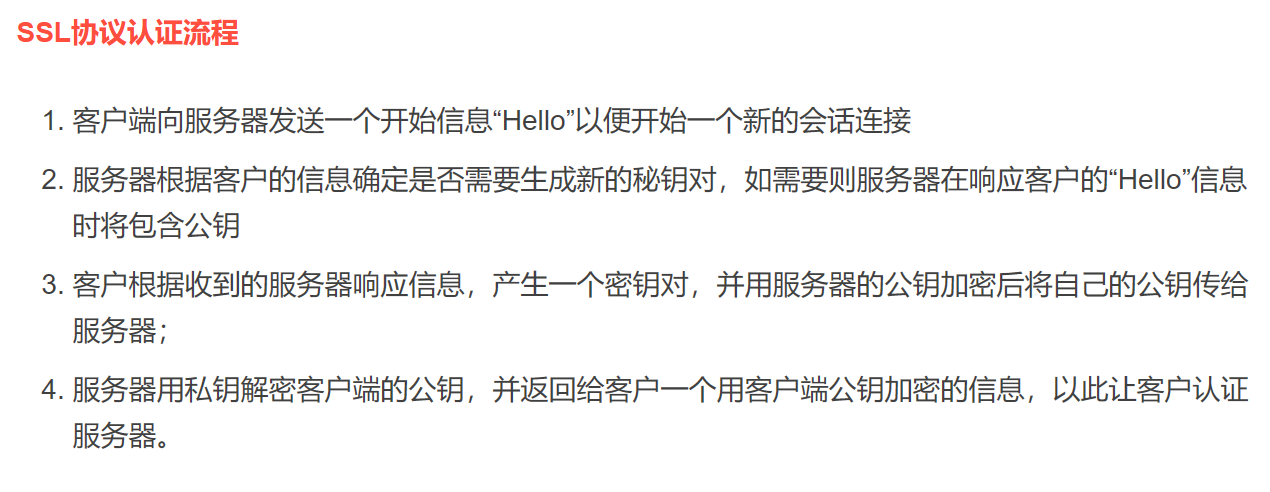 SSL协议认证流程
1. 客户端向服务器发送一个开始信息“Hello”以便开始一个新的会话连接
2. 服务器根据客户的信息确定是否需要生成新的秘钥对，如需要则服务器在响应客户的“Hello”信息
时将包含公钥
3. 客户根据收到的服务器响应信息，产生一个密钥对，并用服务器的公钥加密后将自己的公钥传给
服务器；
4. 服务器用私钥解密客户端的公钥，并返回给客户一个用客户端公钥加密的信息，以此让客户认证
服务器。